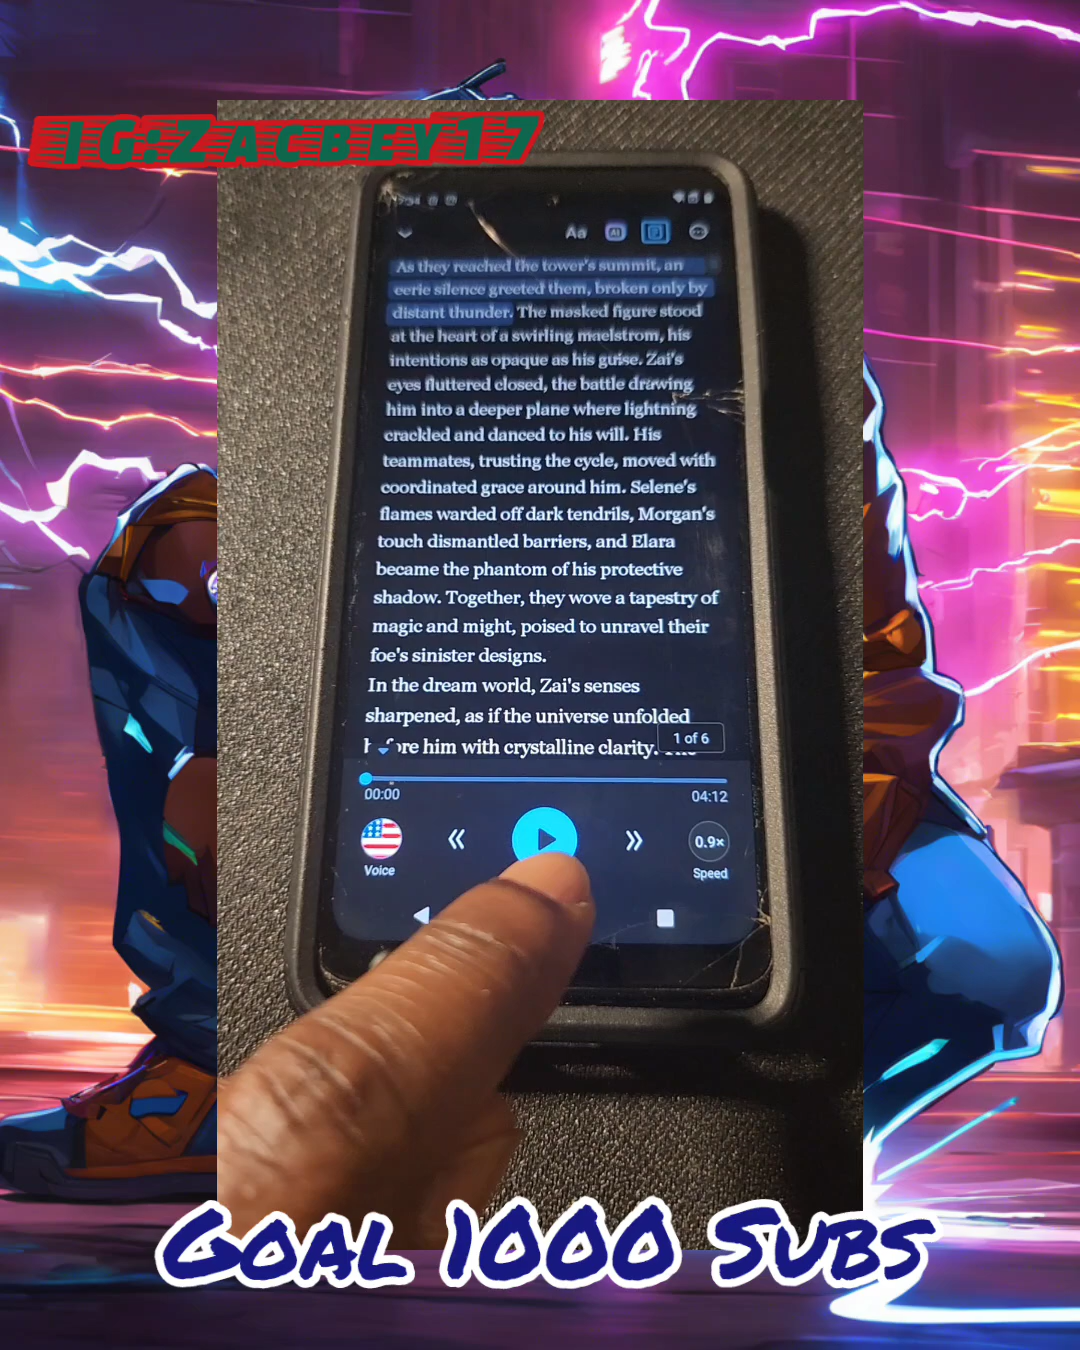 IG:Zacbey17
Aa
As they reached the tower's summit, an
eerie silence greeted them, broken only by
distant thunder. The masked figure stood
at the heart of a swirling maelstrom, his
intentions as opaque as his guise. Zai's
eyes fluttered closed, the battle drawing
him into a deeper plane where lightning
crackled and danced to his will. His
teammates, trusting the cycle, moved with
coordinated grace around him. Selene's
flames warded off dark tendrils, Morgan's
touch dismantled barriers, and Elara
became the phantom of his protective
shadow. Together, they wove a tapestry of
magic and might, poised to unravel their
foe's sinister designs.
In the dream world, Zai's senses
sharpened, as if the universe unfolded
before him with crystalline clarity.
1 of 6
00:00
04:12
0.9×
Voice
Speed
Goal 1000 Subs